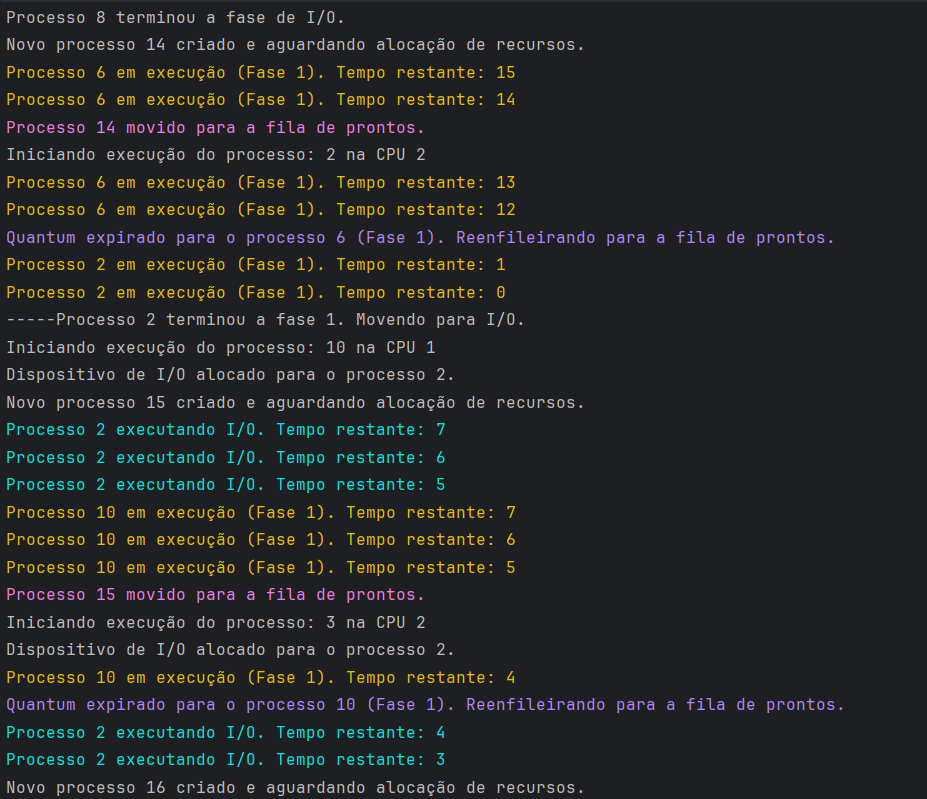 Processo 8 terminou a fase de I/O.
Novo processo 14 criado e aguardando alocação de recursos.
Processo 6 em execução (Fase 1). Tempo restante: 15
Processo 6 em execução (Fase 1). Tempo restante: 14
Processo 14 movido para a fila de prontos.
Iniciando execução do processo: 2 na CPU 2
Processo 6 em execução (Fase 1). Tempo restante: 13
Processo 6 em execução (Fase 1). Tempo restante: 12
Quantum expirado para o processo 6 (Fase 1). Reenfileirando para a fila de prontos.
Processo 2 em execução (Fase 1). Tempo restante: 1
Processo 2 em execução (Fase 1). Tempo restante: 0
-----Processo 2 terminou a fase 1. Movendo para I/O.
Iniciando execução do processo: 10 na CPU 1
Dispositivo de I/O alocado para o processo 2.
Novo processo 15 criado e aguardando alocação de recursos.
Processo 2 executando I/O. Tempo restante: 7
Processo 2 executando I/O. Tempo restante: 6
Processo 2 executando I/O. Tempo restante: 5
Processo 10 em execução (Fase 1). Tempo restante: 7
Processo 10 em execução (Fase 1). Tempo restante: 6
Processo 10 em execução (Fase 1). Tempo restante: 5
Processo 15 movido para a fila de prontos.
Iniciando execução do processo: 3 na CPU 2
Dispositivo de I/O alocado para o processo 2.
Processo 10 em execução (Fase 1). Tempo restante: 4
Quantum expirado para o processo 10 (Fase 1). Reenfileirando para a fila de prontos.
Processo 2 executando I/O. Tempo restante: 4
Processo 2 executando I/O. Tempo restante: 3
Novo processo 16 criado e aguardando alocação de recursos.